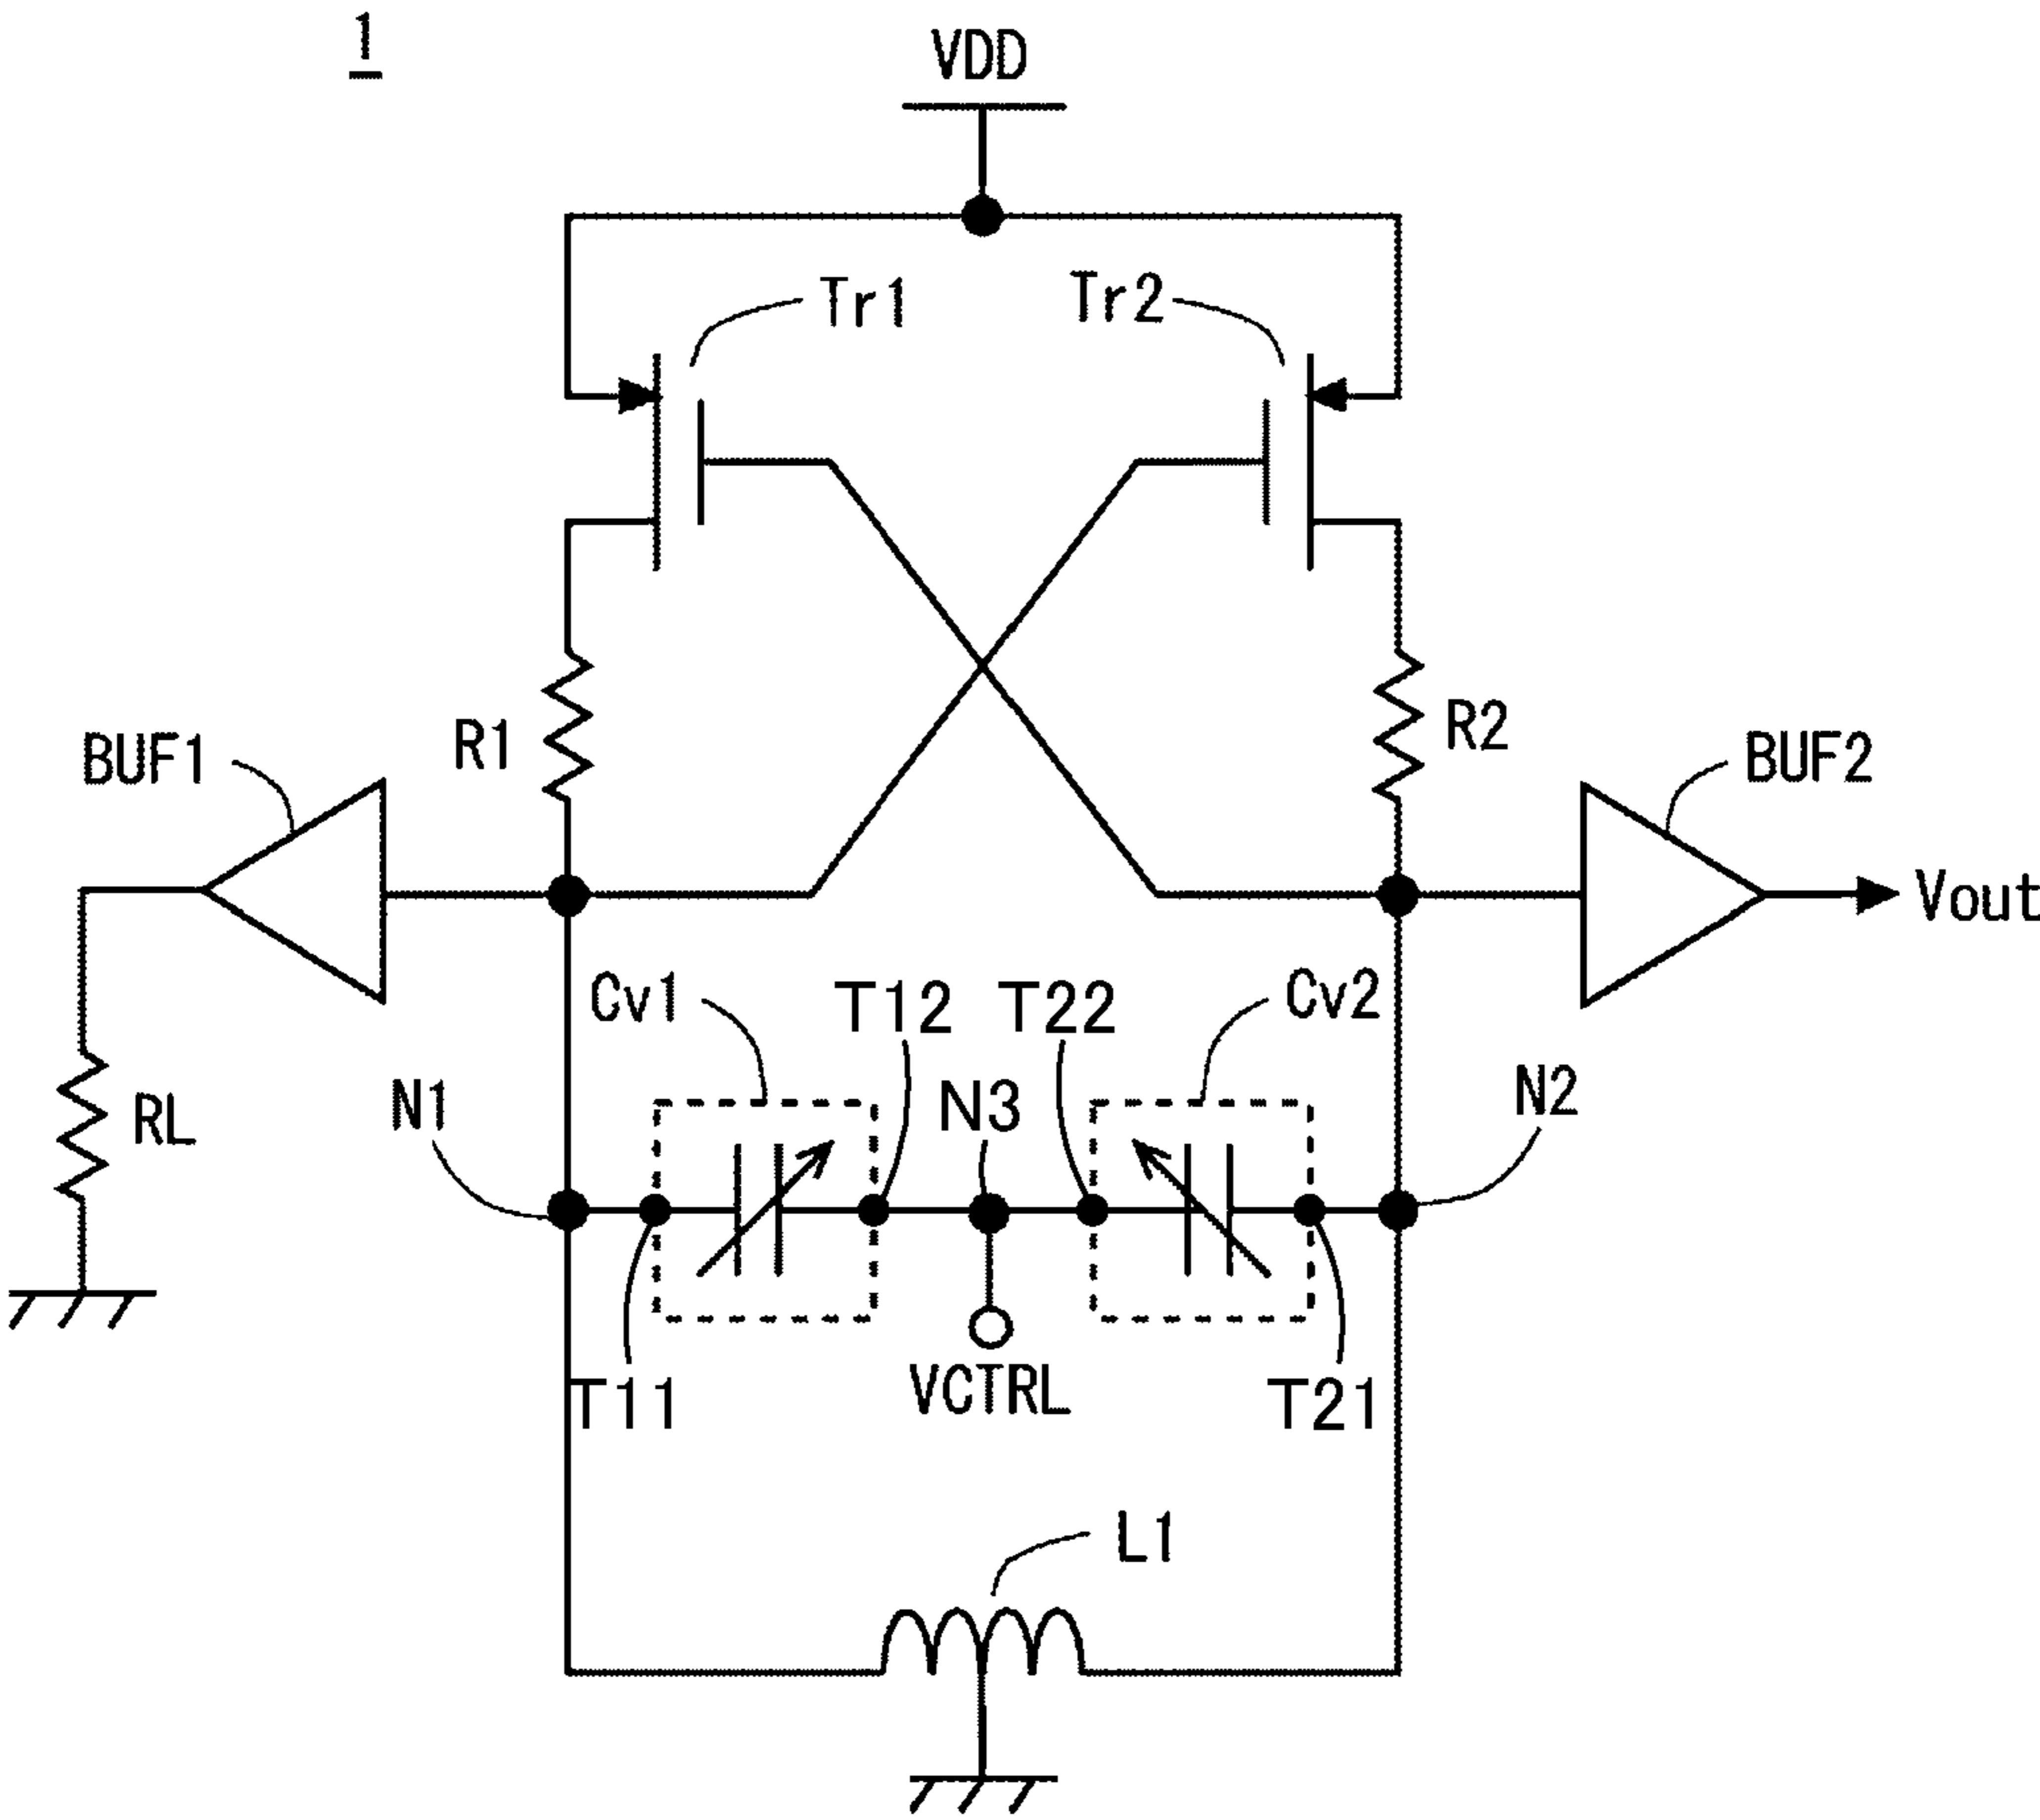 1
VDD
Tr1
Tr2
R1
R2
BUF1
BUF2
Vout
Cv1
T12
T22
Cv2
N1
N3
N2
RL
T11
VCTRL
T21
L1